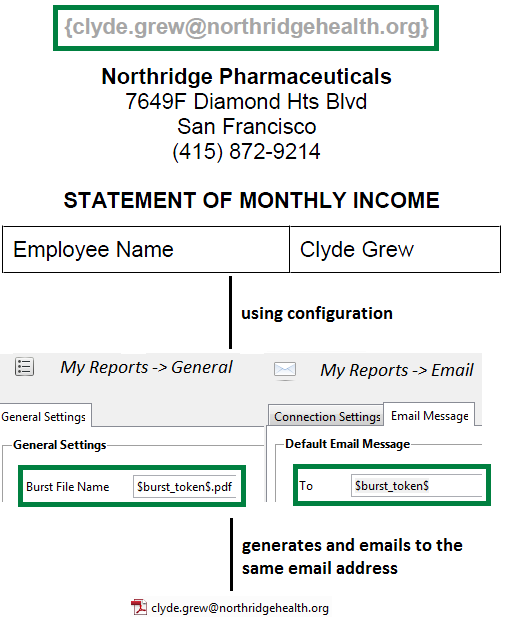 {clyde.grew@northridgehealth.org}
Northridge Pharmaceuticals
7649F Diamond Hts Blvd
San Francisco
(415) 872-9214
STATEMENT OF MONTHLY INCOME
Employee Name Clyde Grew
using configuration
My Reports -> General
General Settings
General Settings
Burst File Name $burst_token$.pdf
My Reports -> Email
Connection Settings Email Message
Default Email Message
To $burst_token$
generates and emails to the
same email address
clyde.grew@northridgehealth.org